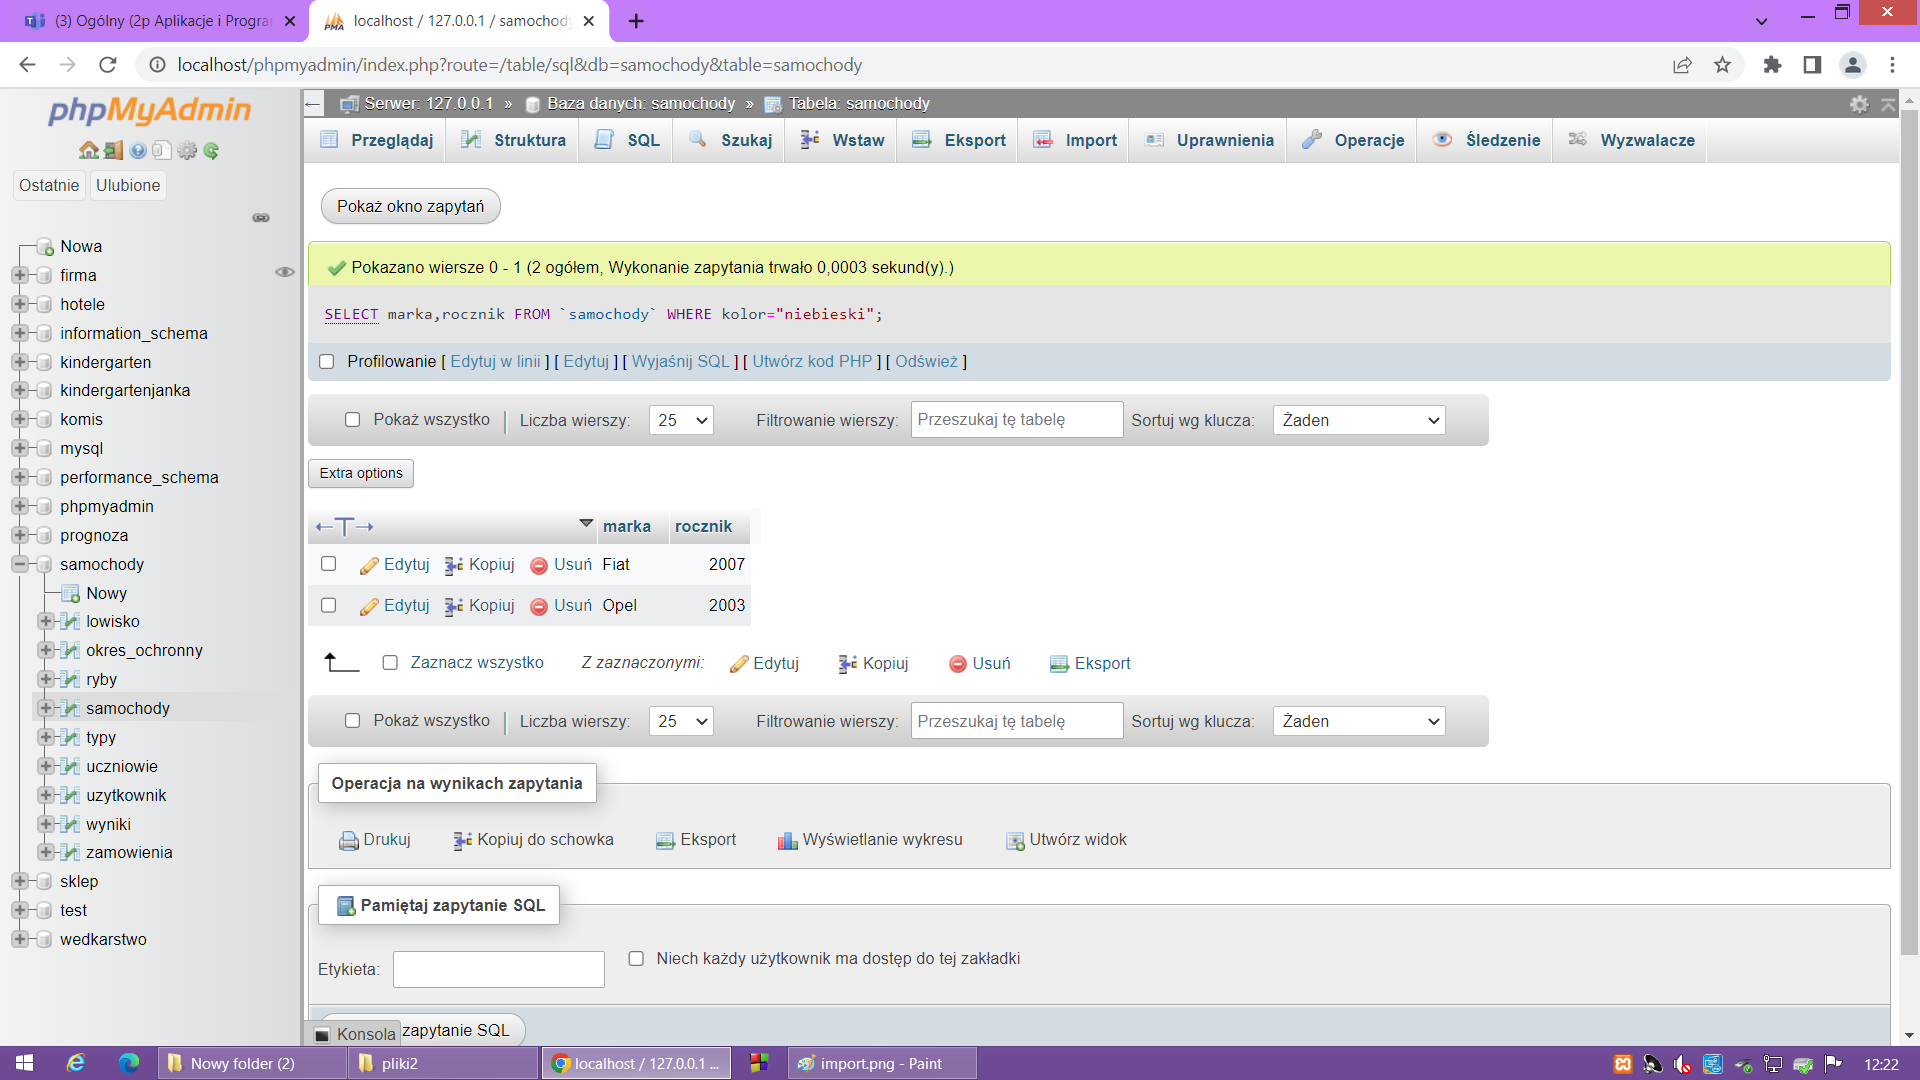 (3) Ogólny (2p Aplikacje i Progra
localhost / 127.0.0.1 / samochody
localhost/phpmyadmin/index.php?route=/table/sql&db=samochody&table=samochody
phpMyAdmin
Ostatnie Ulubione
Nowa
firma
hotele
information_schema
kindergarten
kindergartenjanka
komis
mysql
performance_schema
phpmyadmin
prognoza
samochody
Nowy
lowisko
okres_ochronny
ryby
samochody
typy
uczniowie
uzytkownik
wyniki
zamowienia
sklep
test
wedkarstwo
Serwer: 127.0.0.1 » Baza danych: samochody » Tabela: samochody
Przeglądaj Struktura SQL Szukaj Wstaw Eksport Import Uprawnienia Operacje Śledzenie Wyzwalacze
Pokaż okno zapytań
Pokazano wiersze 0 - 1 (2 ogółem, Wykonanie zapytania trwało 0,0003 sekund(y).)
SELECT marka,rocznik FROM `samochody` WHERE kolor="niebieski";
Profilowanie [ Edytuj w linii ] [ Edytuj ] [ Wyjaśnij SQL ] [ Utwórz kod PHP ] [ Odśwież ]
Pokaż wszystko Liczba wierszy: 25 Filtrowanie wierszy: Przeszukaj tę tabelę Sortuj wg klucza: Żaden
Extra options
←T→ marka rocznik
Edytuj Kopiuj Usuń Fiat 2007
Edytuj Kopiuj Usuń Opel 2003
Zaznacz wszystko Z zaznaczonymi: Edytuj Kopiuj Usuń Eksport
Pokaż wszystko Liczba wierszy: 25 Filtrowanie wierszy: Przeszukaj tę tabelę Sortuj wg klucza: Żaden
Operacja na wynikach zapytania
Drukuj Kopiuj do schowka Eksport Wyświetlanie wykresu Utwórz widok
Pamiętaj zapytanie SQL
Etykieta: Niech każdy użytkownik ma dostęp do tej zakładki
Konsola zapytanie SQL
Nowy folder (2) pliki2 localhost / 127.0.0.1 ... import.png - Paint 12:22